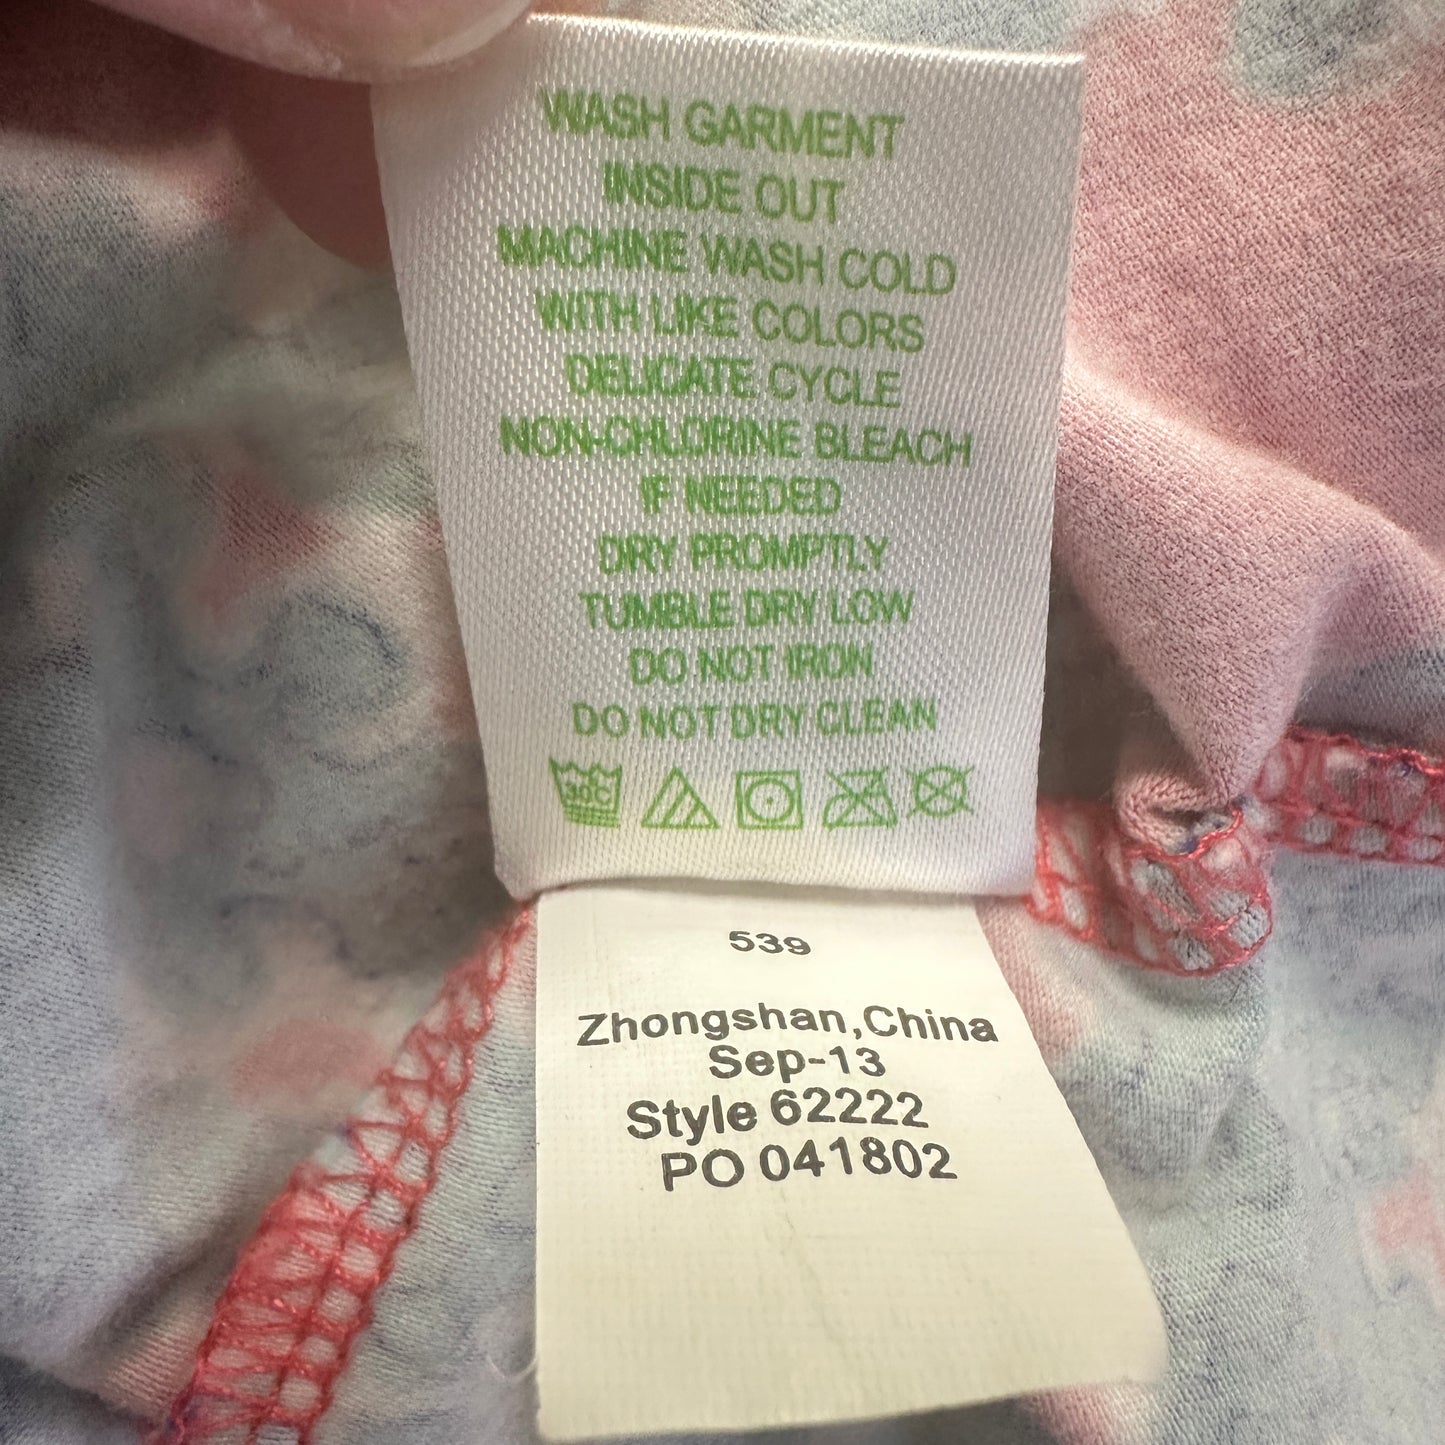 WASH GARMENT
INSIDE OUT
MACHINE WASH COLD
WITH LIKE COLORS
DELICATE CYCLE
NON-CHLORINE BLEACH
IF NEEDED
DRY PROMPTLY
TUMBLE DRY LOW
DO NOT IRON
DO NOT DRY CLEAN
30C
539
Zhongshan,China
Sep-13
Style 62222
PO 041802